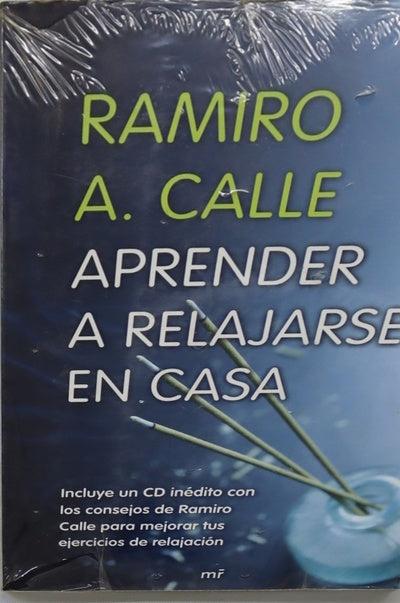 RAMIRO
A. CALLE
APRENDER
A RELAJARSE
EN CASA
Incluye un CD inédito con
los consejos de Ramiro
Calle para mejorar tus
ejercicios de relajación
mr